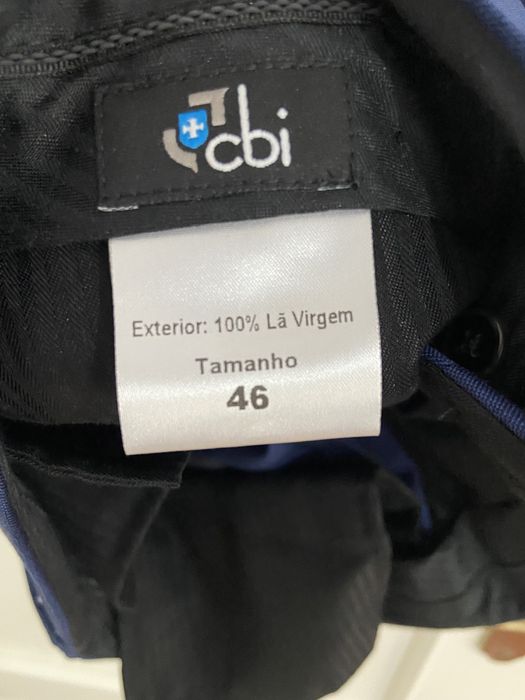 cbi
Exterior: 100% Lã Virgem
Tamanho
46